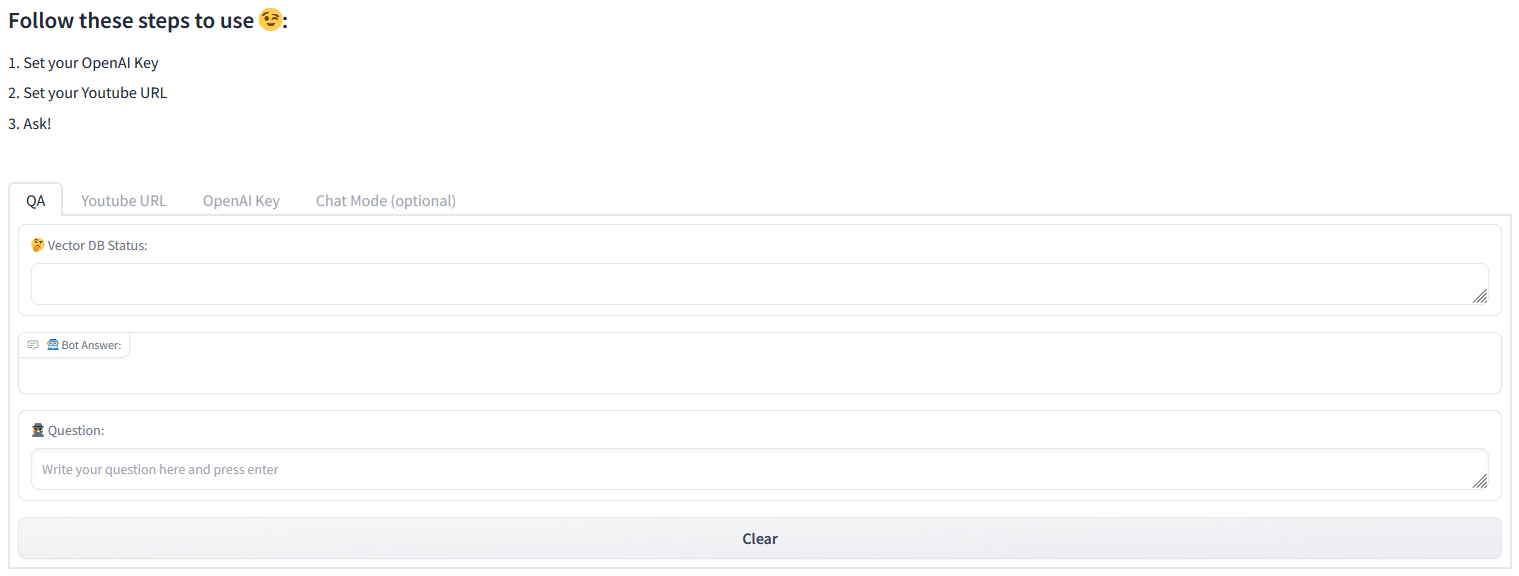 Follow these steps to use 😉:
1. Set your OpenAI Key
2. Set your Youtube URL
3. Ask!
QA Youtube URL OpenAI Key Chat Mode (optional)
🤔 Vector DB Status:
Bot Answer:
Question:
Write your question here and press enter
Clear